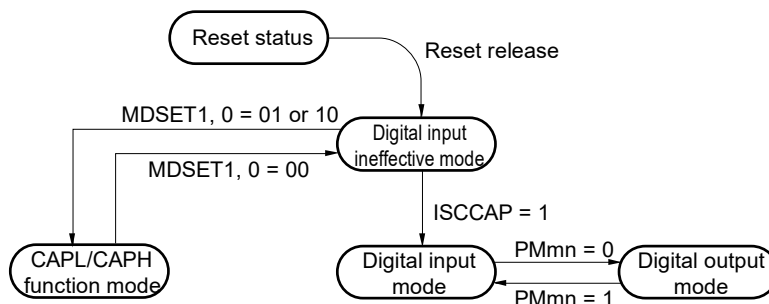 Reset status
Reset release
MDSET1, 0 = 01 or 10
Digital input
ineffective mode
MDSET1, 0 = 00
ISCCAP = 1
CAPL/CAPH
function mode
Digital input
mode
PMmn = 0
PMmn = 1
Digital output
mode